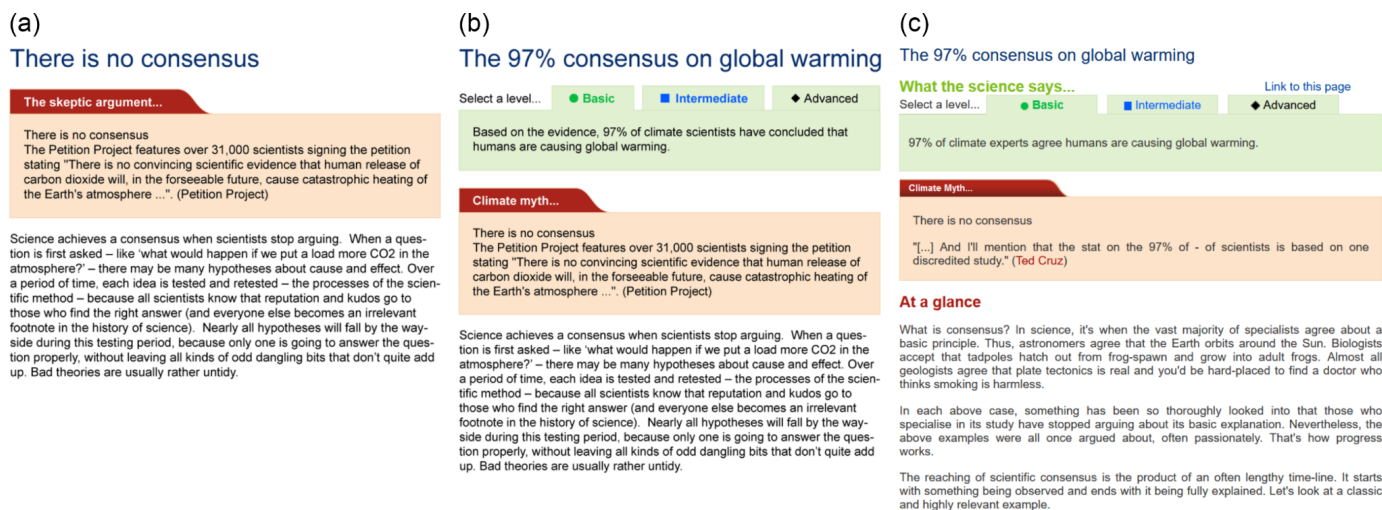 (a)
There is no consensus
The skeptic argument...
There is no consensus
The Petition Project features over 31,000 scientists signing the petition
stating "There is no convincing scientific evidence that human release of
carbon dioxide will, in the forseeable future, cause catastrophic heating of
the Earth's atmosphere ...". (Petition Project)
Science achieves a consensus when scientists stop arguing.  When a ques-
tion is first asked – like 'what would happen if we put a load more CO2 in the
atmosphere?' – there may be many hypotheses about cause and effect. Over
a period of time, each idea is tested and retested – the processes of the scien-
tific method – because all scientists know that reputation and kudos go to
those who find the right answer (and everyone else becomes an irrelevant
footnote in the history of science).  Nearly all hypotheses will fall by the way-
side during this testing period, because only one is going to answer the ques-
tion properly, without leaving all kinds of odd dangling bits that don't quite add
up. Bad theories are usually rather untidy.
(b)
The 97% consensus on global warming
Select a level... Basic Intermediate Advanced
Based on the evidence, 97% of climate scientists have concluded that
humans are causing global warming.
Climate myth...
There is no consensus
The Petition Project features over 31,000 scientists signing the petition
stating "There is no convincing scientific evidence that human release of
carbon dioxide will, in the forseeable future, cause catastrophic heating of
the Earth's atmosphere ...". (Petition Project)
Science achieves a consensus when scientists stop arguing.  When a ques-
tion is first asked – like 'what would happen if we put a load more CO2 in the
atmosphere?' – there may be many hypotheses about cause and effect. Over
a period of time, each idea is tested and retested – the processes of the scien-
tific method – because all scientists know that reputation and kudos go to
those who find the right answer (and everyone else becomes an irrelevant
footnote in the history of science).  Nearly all hypotheses will fall by the way-
side during this testing period, because only one is going to answer the ques-
tion properly, without leaving all kinds of odd dangling bits that don't quite add
up. Bad theories are usually rather untidy.
(c)
The 97% consensus on global warming
What the science says... Link to this page
Select a level... Basic Intermediate Advanced
97% of climate experts agree humans are causing global warming.
Climate Myth...
There is no consensus
"[...] And I'll mention that the stat on the 97% of - of scientists is based on one
discredited study." (Ted Cruz)
At a glance
What is consensus? In science, it's when the vast majority of specialists agree about a
basic principle. Thus, astronomers agree that the Earth orbits around the Sun. Biologists
accept that tadpoles hatch out from frog-spawn and grow into adult frogs. Almost all
geologists agree that plate tectonics is real and you'd be hard-placed to find a doctor who
thinks smoking is harmless.
In each above case, something has been so thoroughly looked into that those who
specialise in its study have stopped arguing about its basic explanation. Nevertheless, the
above examples were all once argued about, often passionately. That's how progress
works.
The reaching of scientific consensus is the product of an often lengthy time-line. It starts
with something being observed and ends with it being fully explained. Let's look at a classic
and highly relevant example.